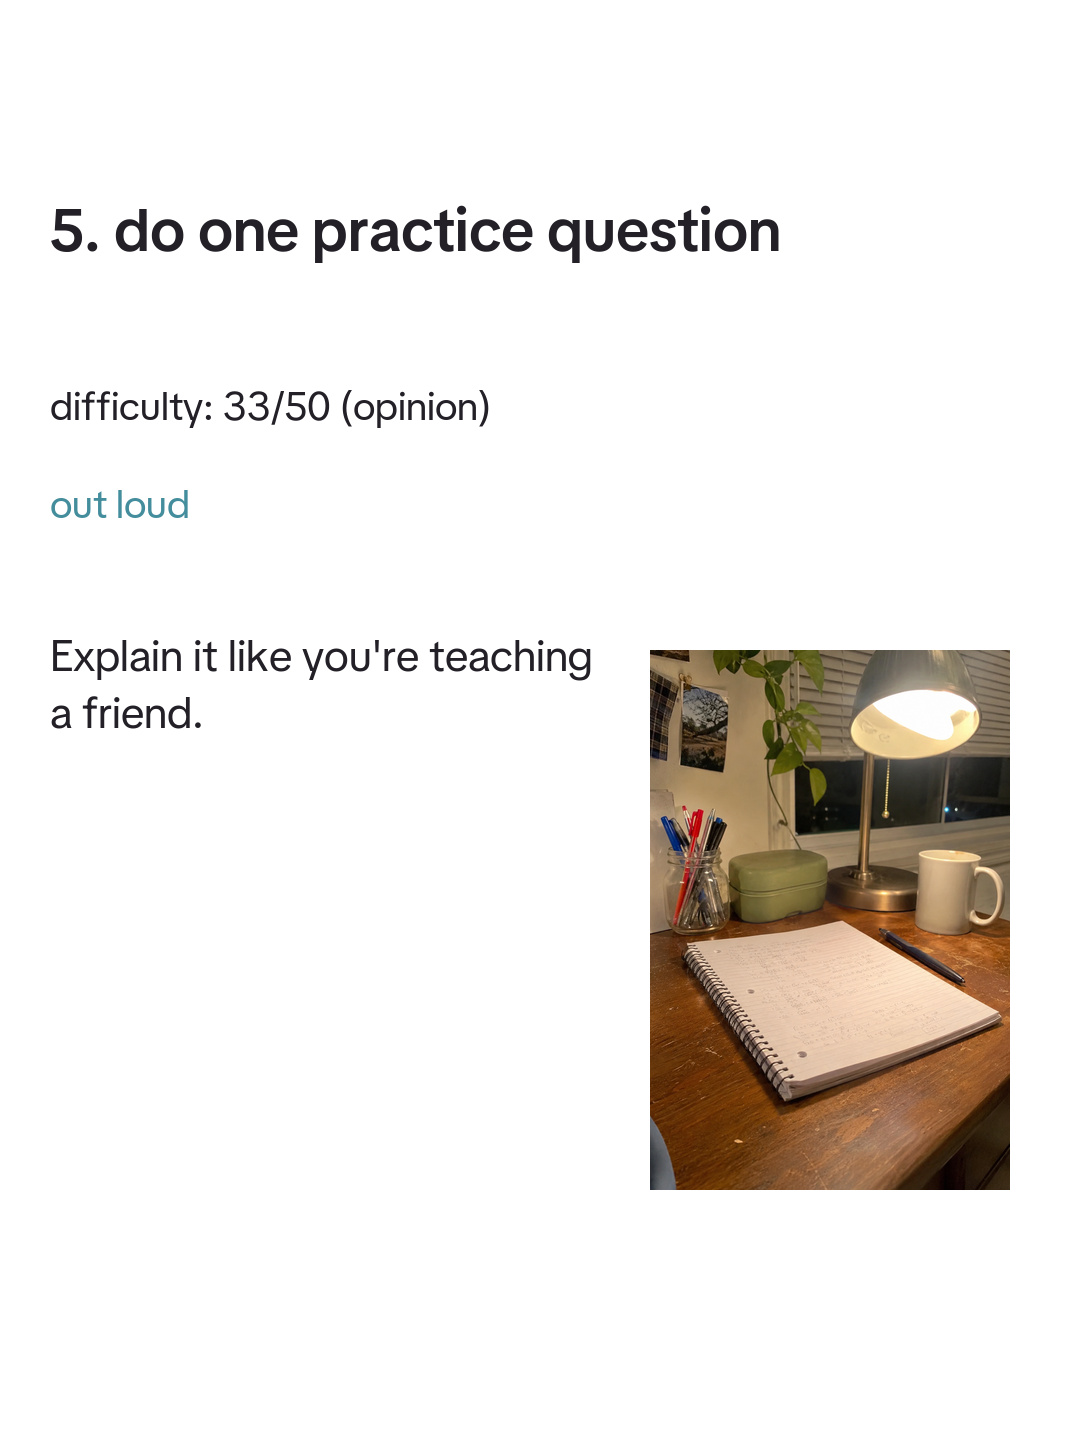 5. do one practice question
difficulty: 33/50 (opinion)
out loud
Explain it like you're teaching
a friend.